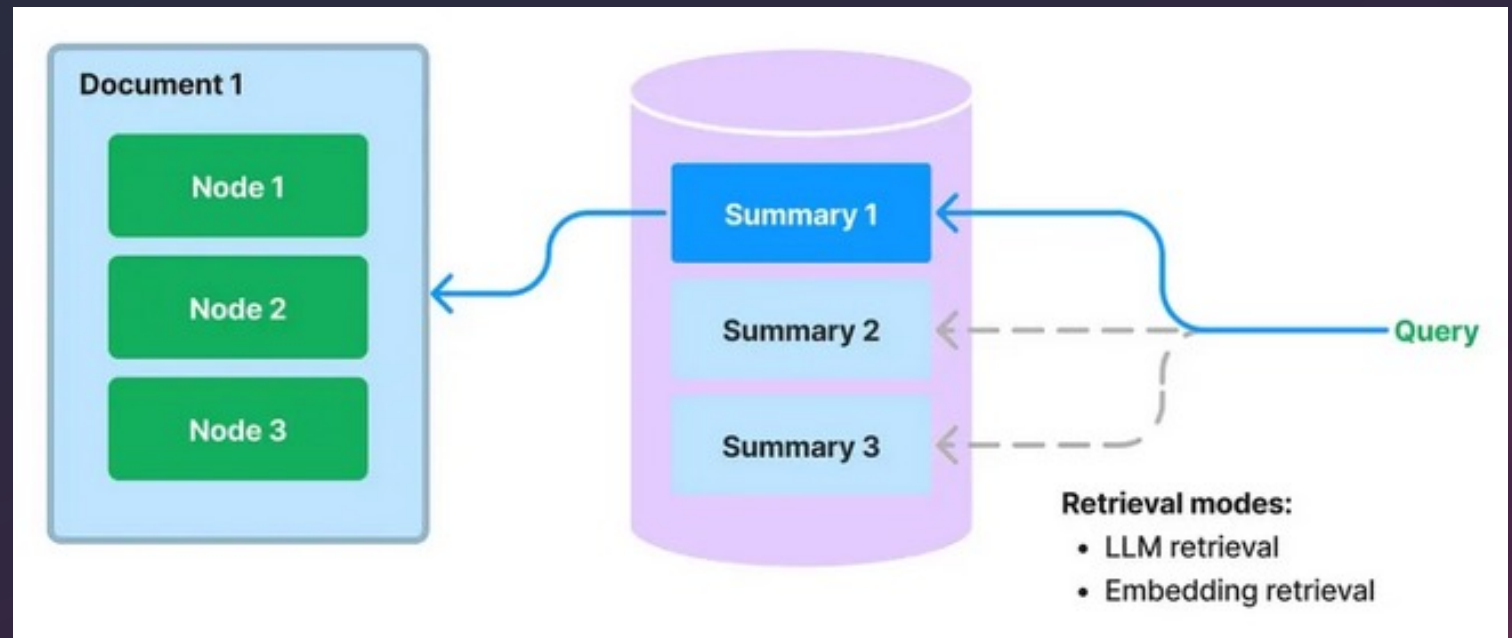 Document 1
Node 1
Node 2
Node 3
Summary 1
Summary 2
Summary 3
Query
Retrieval modes:
• LLM retrieval
• Embedding retrieval